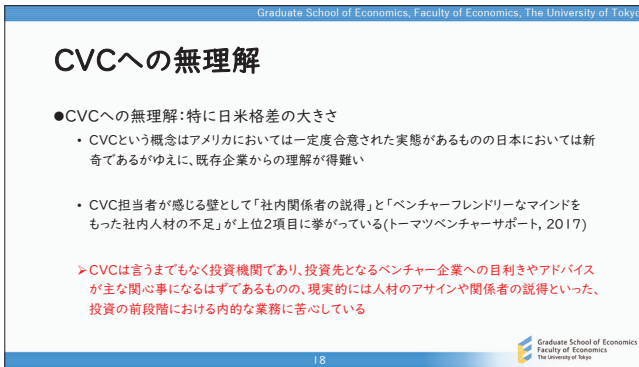 Graduate School of Economics, Faculty of Economics, The University of Tokyo
CVCへの無理解
●CVCへの無理解:特に日米格差の大きさ
• CVCという概念はアメリカにおいては一定度合意された実態があるものの日本においては新
奇であるがゆえに、既存企業からの理解が得難い
• CVC担当者が感じる壁として「社内関係者の説得」と「ベンチャーフレンドリーなマインドを
もった社内人材の不足」が上位2項目に挙がっている(トーマツベンチャーサポート, 2017)
➢CVCは言うまでもなく投資機関であり、投資先となるベンチャー企業への目利きやアドバイス
が主な関心事になるはずであるものの、現実的には人材のアサインや関係者の説得といった、
投資の前段階における内的な業務に苦心している
18
Graduate School of Economics
Faculty of Economics
The University of Tokyo